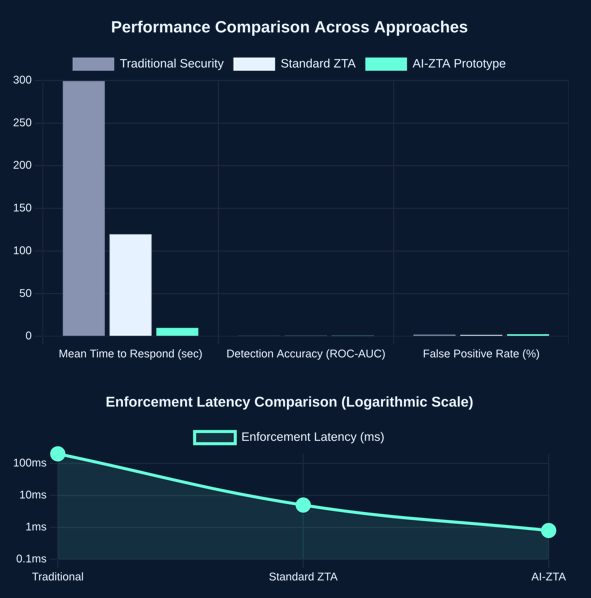 Performance Comparison Across Approaches
Traditional Security Standard ZTA AI-ZTA Prototype
300
250
200
150
100
50
0
Mean Time to Respond (sec) Detection Accuracy (ROC-AUC) False Positive Rate (%)
Enforcement Latency Comparison (Logarithmic Scale)
Enforcement Latency (ms)
100ms
10ms
1ms
0.1ms
Traditional Standard ZTA AI-ZTA